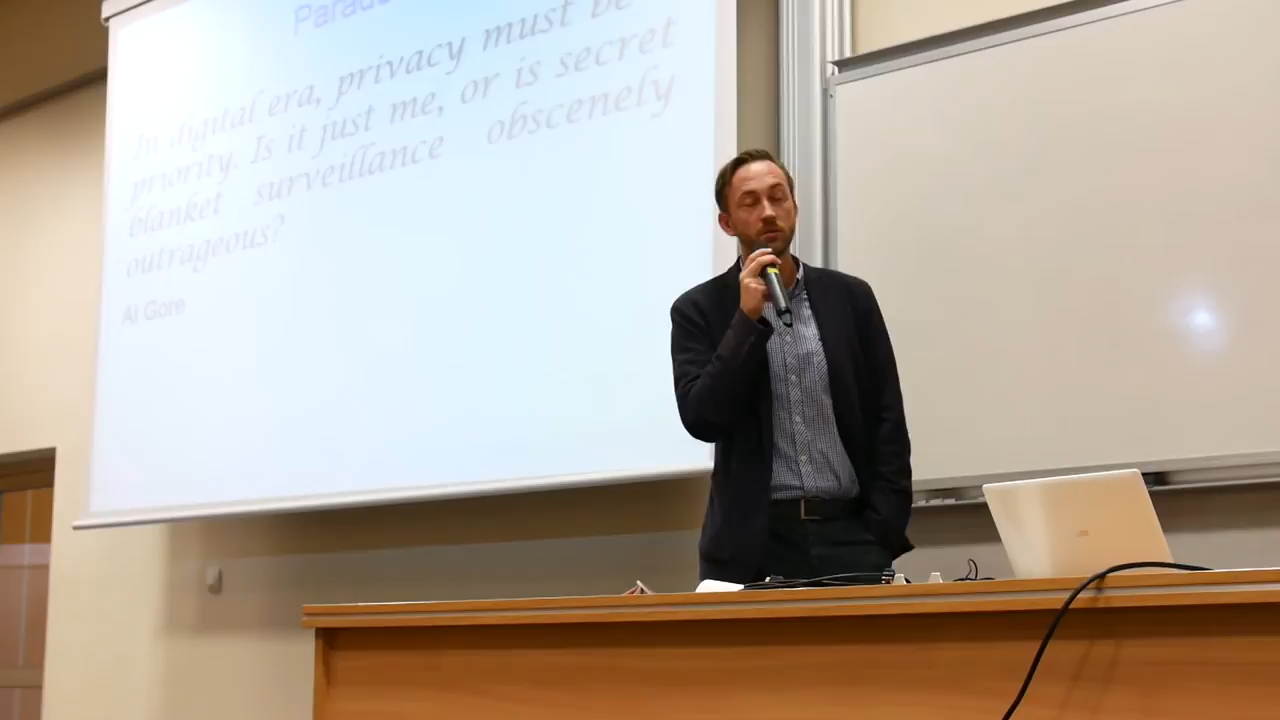 In digital era, privacy must be
priority. Is it just me, or is secret
blanket surveillance obscenely
outrageous?
Al Gore